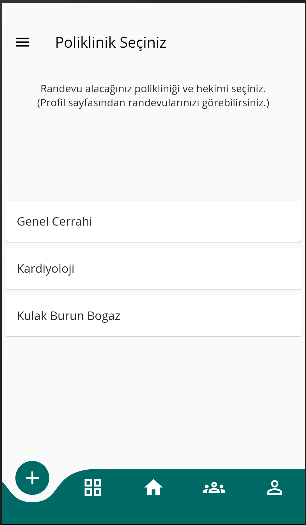 Poliklinik Seçiniz
Randevu alacağınız polikliniği ve hekimi seçiniz.
(Profil sayfasından randevularınızı görebilirsiniz.)
Genel Cerrahi
Kardiyoloji
Kulak Burun Bogaz